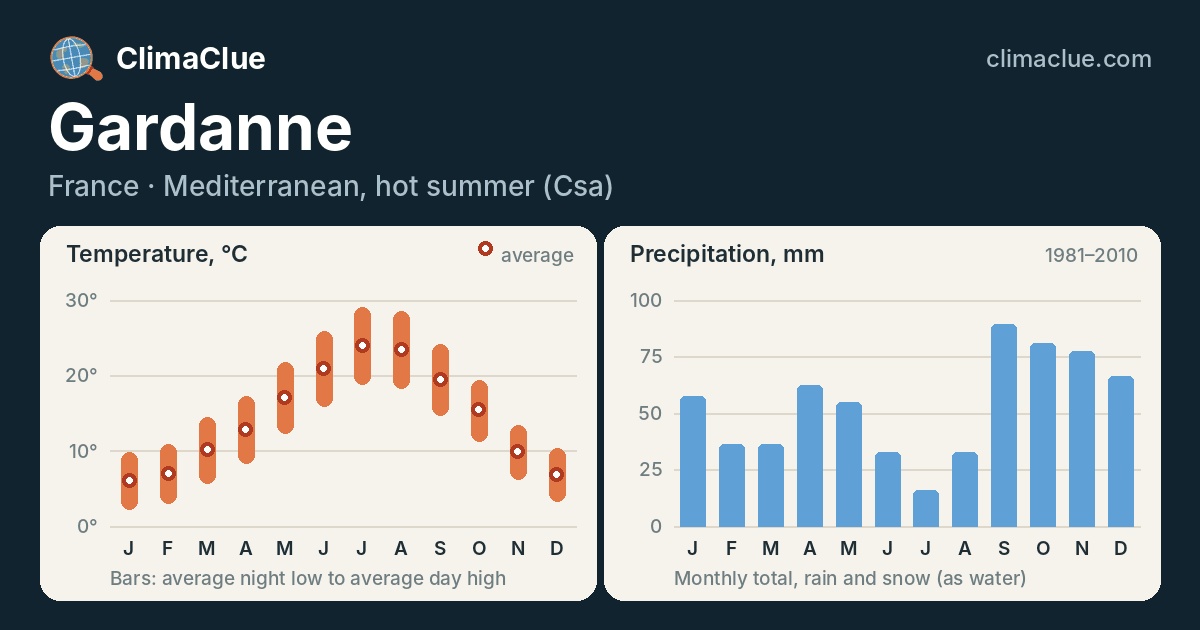 ClimaClue
climaclue.com
Gardanne
France · Mediterranean, hot summer (Csa)
Temperature, °C
average
30°
20°
10°
0°
J F M A M J J A S O N D
Bars: average night low to average day high
Precipitation, mm
1981–2010
100
75
50
25
0
J F M A M J J A S O N D
Monthly total, rain and snow (as water)